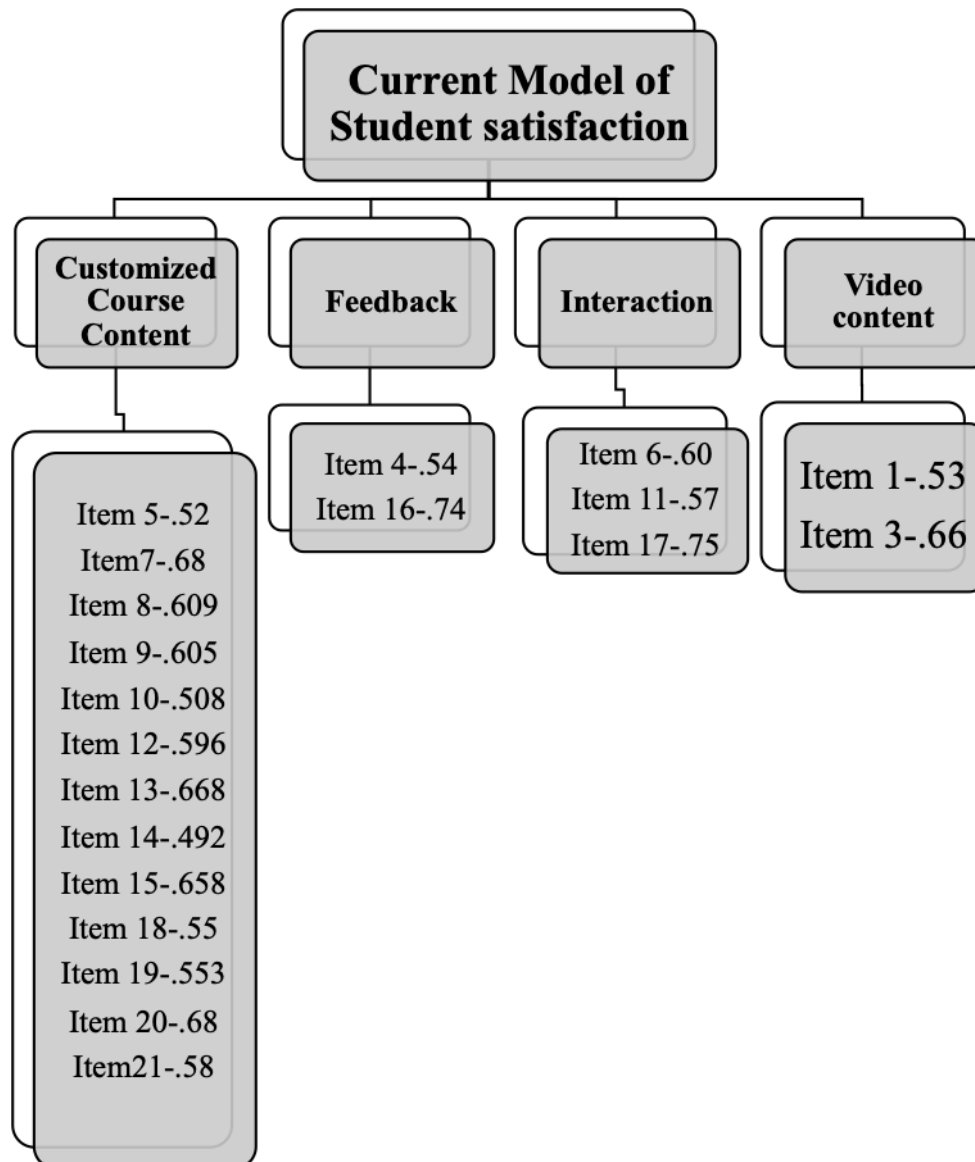 Current Model of
Student satisfaction
Customized
Course
Content
Feedback
Interaction
Video
content
Item 5-.52
Item7-.68
Item 8-.609
Item 9-.605
Item 10-.508
Item 12-.596
Item 13-.668
Item 14-.492
Item 15-.658
Item 18-.55
Item 19-.553
Item 20-.68
Item21-.58
Item 4-.54
Item 16-.74
Item 6-.60
Item 11-.57
Item 17-.75
Item 1-.53
Item 3-.66